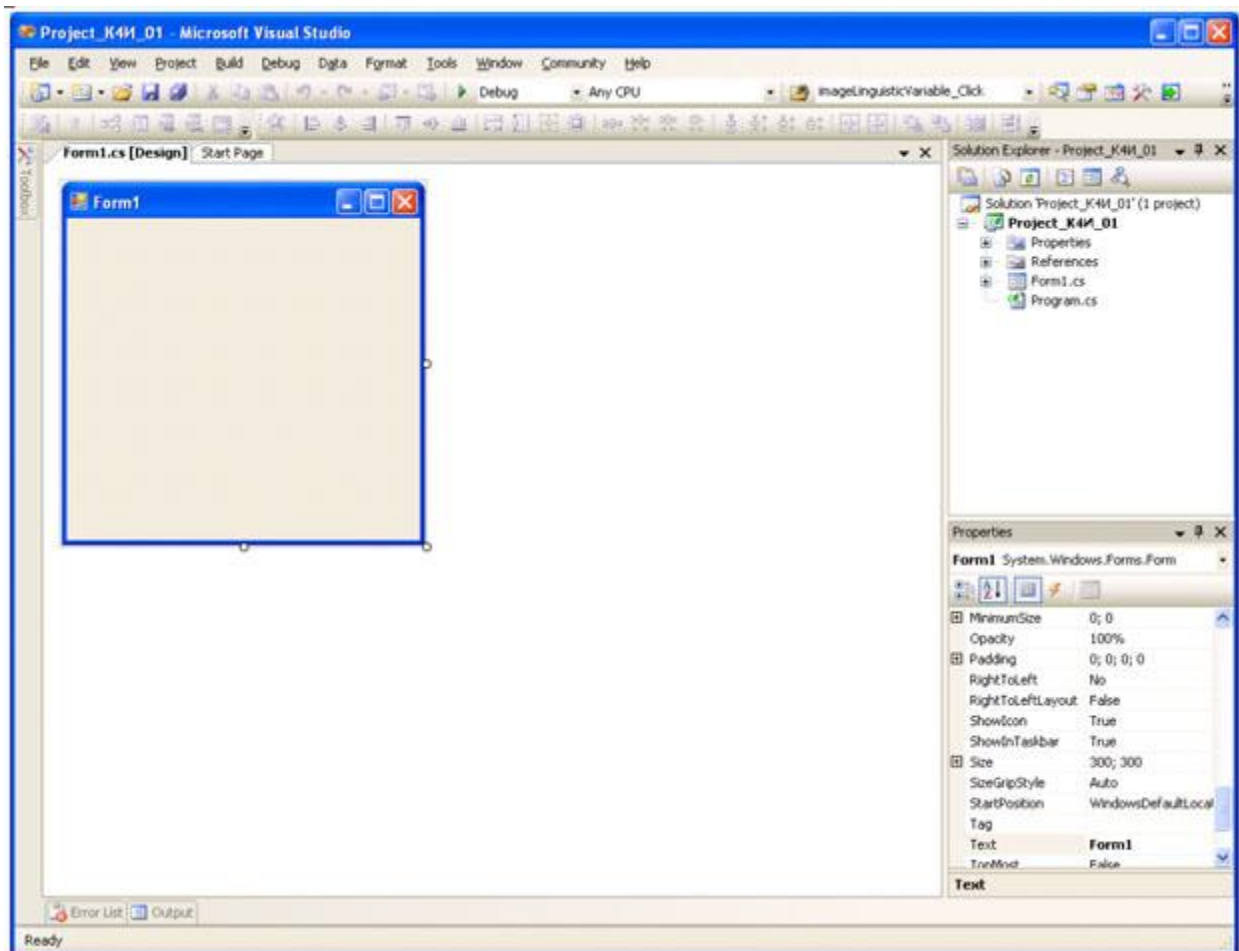 Project_К4И_01 - Microsoft Visual Studio
File Edit View Project Build Debug Data Format Tools Window Community Help
Debug Any CPU imageLinguisticVariable_Click
Toolbox
Form1.cs [Design] Start Page
Form1
Solution Explorer - Project_К4И_01
Solution 'Project_К4И_01' (1 project)
Project_К4И_01
Properties
References
Form1.cs
Program.cs
Properties
Form1 System.Windows.Forms.Form
MinimumSize 0; 0
Opacity 100%
Padding 0; 0; 0; 0
RightToLeft No
RightToLeftLayout False
ShowIcon True
ShowInTaskbar True
Size 300; 300
SizeGripStyle Auto
StartPosition WindowsDefaultLocat
Tag
Text Form1
TopMost False
Text
Error List Output
Ready